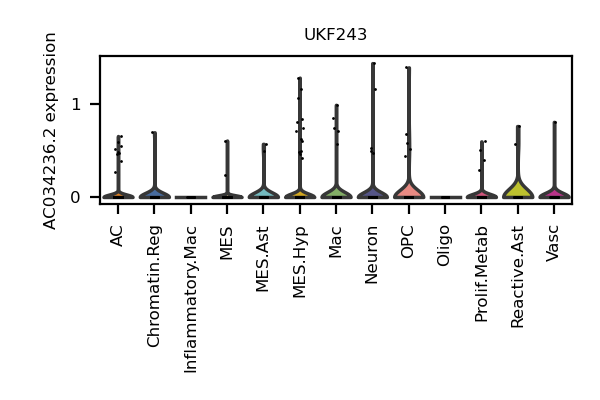 UKF243
AC034236.2 expression
1
0
AC
Chromatin.Reg
Inflammatory.Mac
MES
MES.Ast
MES.Hyp
Mac
Neuron
OPC
Oligo
Prolif.Metab
Reactive.Ast
Vasc